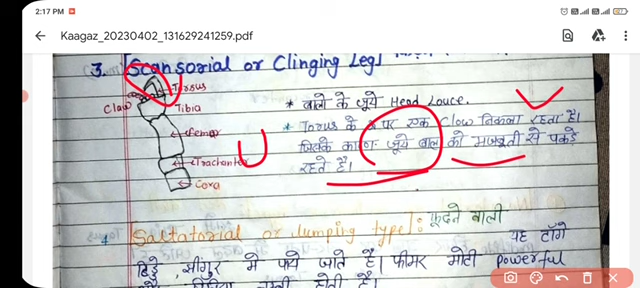 2:17 PM
Kaagaz_20230402_131629241259.pdf
3. Scansorial or Clinging Legs
Tarsus
Claw
Tibia
Femur
Trochanter
Coxa
* बालो के जूये Head Louce.
* Tarsus के पर एक Claw निकला रहता है।
जिसके कारण जूये बाल को मजबूती से पकड़े
रहते है।
4. Saltatorial or Jumping type: कूदने वाली
यह टाँगे
टिड्डे, झींगुर मे पाये जाते है। फीमर मोटी powerful
होती है।